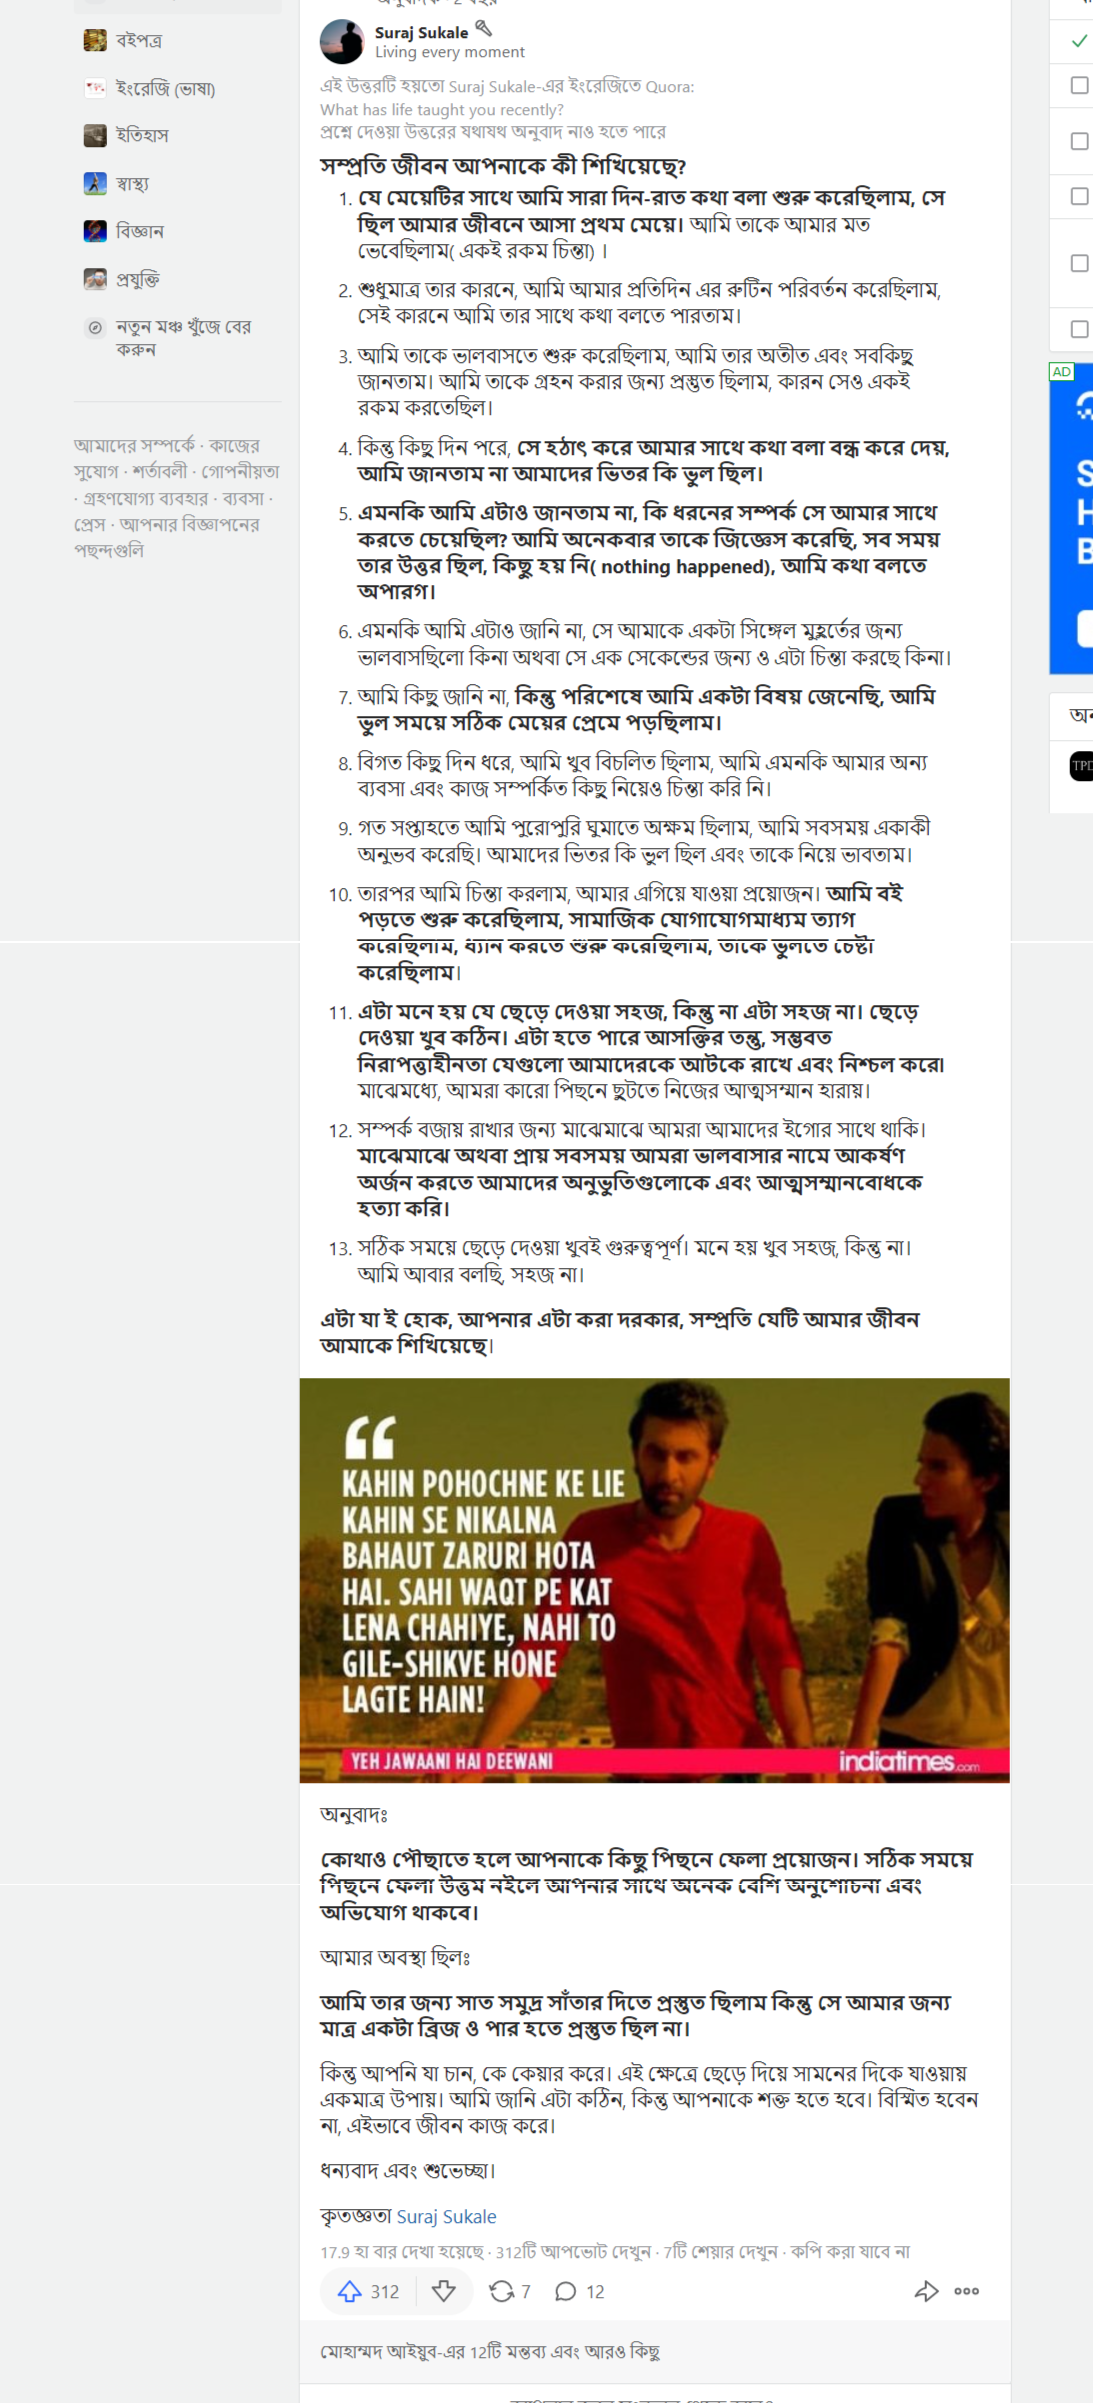 বইপত্র
ইংরেজি (ভাষা)
ইতিহাস
স্বাস্থ্য
বিজ্ঞান
প্রযুক্তি
নতুন মঞ্চ খুঁজে বের
করুন
আমাদের সম্পর্কে · কাজের
সুযোগ · শর্তাবলী · গোপনীয়তা
· গ্রহণযোগ্য ব্যবহার · ব্যবসা ·
প্রেস · আপনার বিজ্ঞাপনের
পছন্দগুলি
Suraj Sukale
Living every moment
এই উত্তরটি হয়তো Suraj Sukale-এর ইংরেজিতে Quora:
What has life taught you recently?
প্রশ্নে দেওয়া উত্তরের যথাযথ অনুবাদ নাও হতে পারে
সম্প্রতি জীবন আপনাকে কী শিখিয়েছে?
1. যে মেয়েটির সাথে আমি সারা দিন-রাত কথা বলা শুরু করেছিলাম, সে
ছিল আমার জীবনে আসা প্রথম মেয়ে। আমি তাকে আমার মত
ভেবেছিলাম( একই রকম চিন্তা) ।
2. শুধুমাত্র তার কারনে, আমি আমার প্রতিদিন এর রুটিন পরিবর্তন করেছিলাম,
সেই কারনে আমি তার সাথে কথা বলতে পারতাম।
3. আমি তাকে ভালবাসতে শুরু করেছিলাম, আমি তার অতীত এবং সবকিছু
জানতাম। আমি তাকে গ্রহন করার জন্য প্রস্তুত ছিলাম, কারন সেও একই
রকম করতেছিল।
4. কিন্তু কিছু দিন পরে, সে হঠাৎ করে আমার সাথে কথা বলা বন্ধ করে দেয়,
আমি জানতাম না আমাদের ভিতর কি ভুল ছিল।
5. এমনকি আমি এটাও জানতাম না, কি ধরনের সম্পর্ক সে আমার সাথে
করতে চেয়েছিল? আমি অনেকবার তাকে জিজ্ঞেস করেছি, সব সময়
তার উত্তর ছিল, কিছু হয় নি( nothing happened), আমি কথা বলতে
অপারগ।
6. এমনকি আমি এটাও জানি না, সে আমাকে একটা সিঙ্গেল মুহূর্তের জন্য
ভালবাসছিলো কিনা অথবা সে এক সেকেন্ডের জন্য ও এটা চিন্তা করছে কিনা।
7. আমি কিছু জানি না, কিন্তু পরিশেষে আমি একটা বিষয় জেনেছি, আমি
ভুল সময়ে সঠিক মেয়ের প্রেমে পড়ছিলাম।
8. বিগত কিছু দিন ধরে, আমি খুব বিচলিত ছিলাম, আমি এমনকি আমার অন্য
ব্যবসা এবং কাজ সম্পর্কিত কিছু নিয়েও চিন্তা করি নি।
9. গত সপ্তাহতে আমি পুরোপুরি ঘুমাতে অক্ষম ছিলাম, আমি সবসময় একাকী
অনুভব করেছি। আমাদের ভিতর কি ভুল ছিল এবং তাকে নিয়ে ভাবতাম।
10. তারপর আমি চিন্তা করলাম, আমার এগিয়ে যাওয়া প্রয়োজন। আমি বই
পড়তে শুরু করেছিলাম, সামাজিক যোগাযোগমাধ্যম ত্যাগ
করেছিলাম, ধ্যান করতে শুরু করেছিলাম, তাকে ভুলতে চেষ্টা
করেছিলাম।
11. এটা মনে হয় যে ছেড়ে দেওয়া সহজ, কিন্তু না এটা সহজ না। ছেড়ে
দেওয়া খুব কঠিন। এটা হতে পারে আসক্তির তন্তু, সম্ভবত
নিরাপত্তাহীনতা যেগুলো আমাদেরকে আটকে রাখে এবং নিশ্চল করে।
মাঝেমধ্যে, আমরা কারো পিছনে ছুটতে নিজের আত্মসম্মান হারায়।
12. সম্পর্ক বজায় রাখার জন্য মাঝেমাঝে আমরা আমাদের ইগোর সাথে থাকি।
মাঝেমাঝে অথবা প্রায় সবসময় আমরা ভালবাসার নামে আকর্ষণ
অর্জন করতে আমাদের অনুভুতিগুলোকে এবং আত্মসম্মানবোধকে
হত্যা করি।
13. সঠিক সময়ে ছেড়ে দেওয়া খুবই গুরুত্বপূর্ণ। মনে হয় খুব সহজ, কিন্তু না।
আমি আবার বলছি, সহজ না।
এটা যা ই হোক, আপনার এটা করা দরকার, সম্প্রতি যেটি আমার জীবন
আমাকে শিখিয়েছে।
KAHIN POHOCHNE KE LIE
KAHIN SE NIKALNA
BAHAUT ZARURI HOTA
HAI. SAHI WAQT PE KAT
LENA CHAHIYE, NAHI TO
GILE-SHIKVE HONE
LAGTE HAIN!
YEH JAWAANI HAI DEEWANI
indiatimes.com
অনুবাদঃ
কোথাও পৌছাতে হলে আপনাকে কিছু পিছনে ফেলা প্রয়োজন। সঠিক সময়ে
পিছনে ফেলা উত্তম নইলে আপনার সাথে অনেক বেশি অনুশোচনা এবং
অভিযোগ থাকবে।
আমার অবস্থা ছিলঃ
আমি তার জন্য সাত সমুদ্র সাঁতার দিতে প্রস্তুত ছিলাম কিন্তু সে আমার জন্য
মাত্র একটা ব্রিজ ও পার হতে প্রস্তুত ছিল না।
কিন্তু আপনি যা চান, কে কেয়ার করে। এই ক্ষেত্রে ছেড়ে দিয়ে সামনের দিকে যাওয়ায়
একমাত্র উপায়। আমি জানি এটা কঠিন, কিন্তু আপনাকে শক্ত হতে হবে। বিস্মিত হবেন
না, এইভাবে জীবন কাজ করে।
ধন্যবাদ এবং শুভেচ্ছা।
কৃতজ্ঞতা Suraj Sukale
17.9 হা বার দেখা হয়েছে · 312টি আপভোট দেখুন · 7টি শেয়ার দেখুন · কপি করা যাবে না
312 7 12
মোহাম্মদ আইয়ুব-এর 12টি মন্তব্য এবং আরও কিছু
AD
S
H
B
TPD